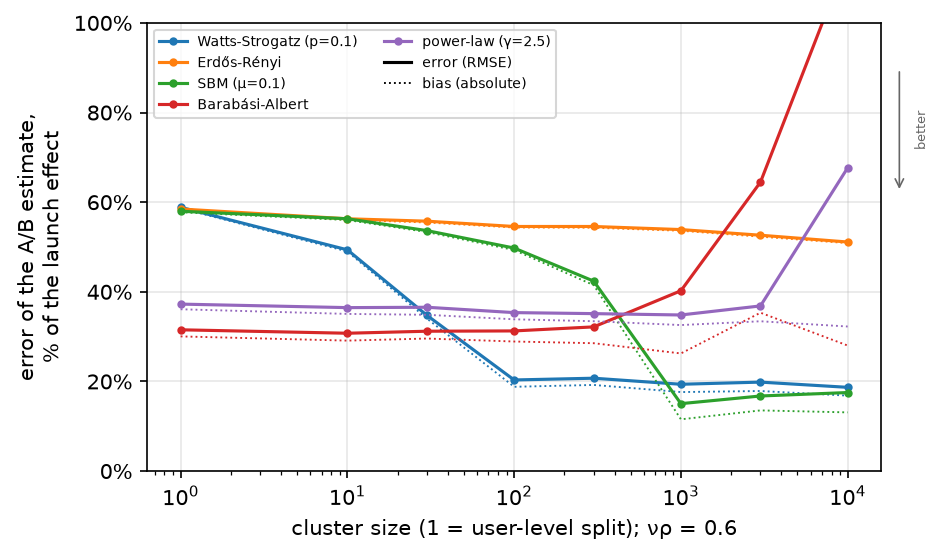 100%
80%
60%
40%
20%
0%
error of the A/B estimate,
% of the launch effect
Watts-Strogatz (p=0.1)
Erdős-Rényi
SBM (μ=0.1)
Barabási-Albert
power-law (γ=2.5)
error (RMSE)
bias (absolute)
better
10⁰
10¹
10²
10³
10⁴
cluster size (1 = user-level split); νρ = 0.6